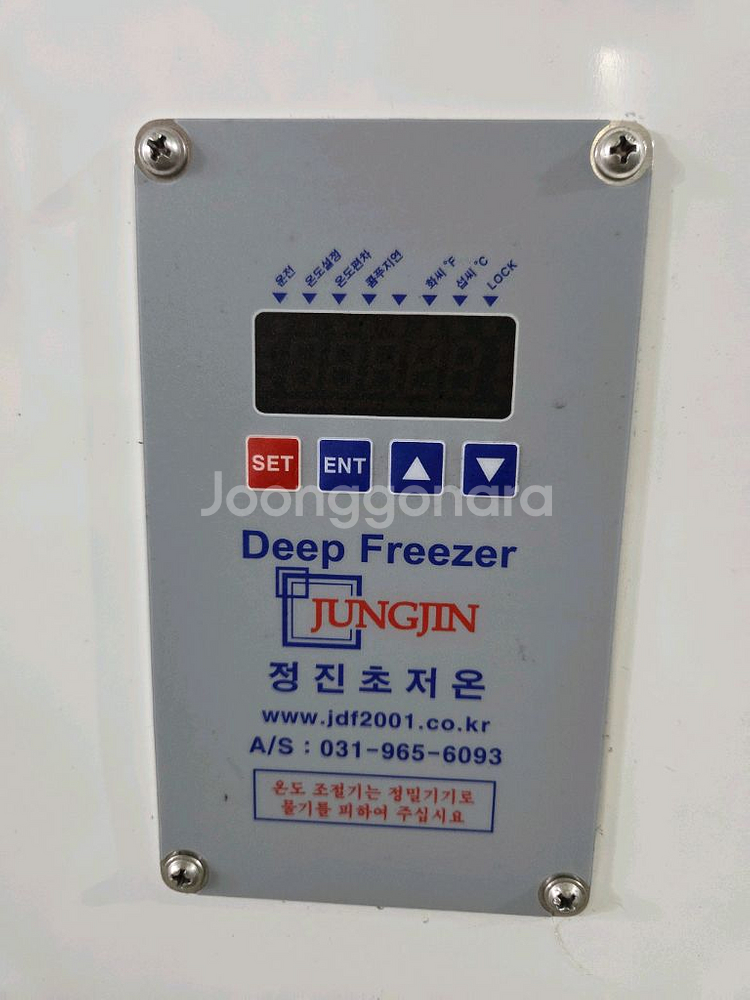 운전 온도설정 온도편차 콤푸지연 화씨 °F 섭씨 °C LOCK
SET ENT
Joonggonara
Deep Freezer
JUNGJIN
정진초저온
www.jdf2001.co.kr
A/S : 031-965-6093
온도 조절기는 정밀기기로
물기를 피하여 주십시요